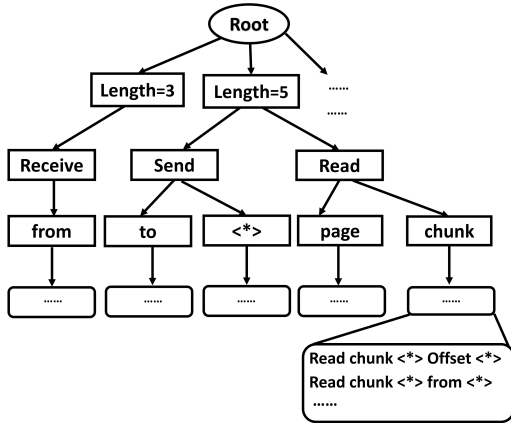 Root
Length=3 Length=5 ......
......
Receive Send Read
from to <*> page chunk
...... ...... ...... ...... ......
Read chunk <*> Offset <*>
Read chunk <*> from <*>
......